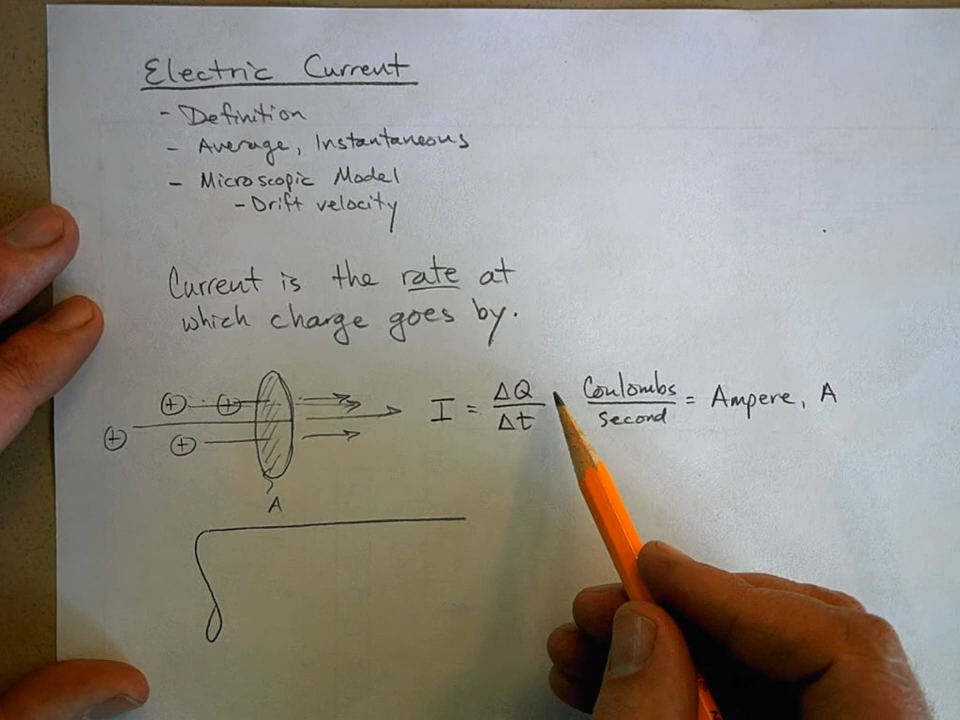 Electric Current
- Definition
- Average, Instantaneous
- Microscopic Model
- Drift velocity
Current is the rate at
which charge goes by.
I = ΔQ/Δt Coulombs/second = Ampere, A
A